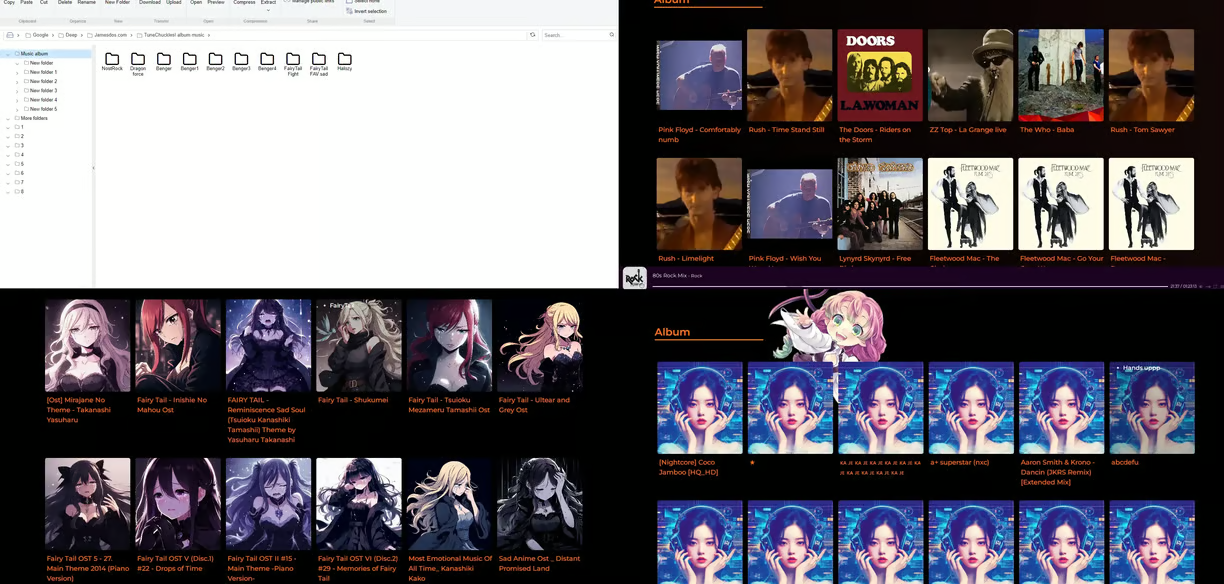 Copy Paste Cut Delete Rename New Folder Download Upload Open Preview Compress Extract Manage public links Select none
Invert selection
Clipboard Organize New Transfer Open Compression Share Select
Google > Deep > Jamesdou.com > TuneChucktest album music
Search...
Music album
New folder
New folder 1
New folder 2
New folder 3
New folder 4
New folder 5
More folders
1
2
3
4
5
6
7
8
NostRock
Dragon force
Banger
Banger1
Banger2
Banger3
Banger4
FairyTail Fight
FairyTail FAV sad
Album
DOORS
L.A.WOMAN
Pink Floyd - Comfortably numb
Rush - Time Stand Still
The Doors - Riders on the Storm
ZZ Top - La Grange live
The Who - Baba
Rush - Tom Sawyer
LYNYRD SKYNYRD
FLEETWOOD MAC
FLEETWOOD MAC
FLEETWOOD MAC
Rush - Limelight
Pink Floyd - Wish You
Lynyrd Skynyrd - Free
Fleetwood Mac - The
Fleetwood Mac - Go Your
Fleetwood Mac -
Rock
80s Rock Mix - Rock
[Ost] Mirajane No Theme - Takanashi Yasuharu
Fairy Tail - Inishie No Mahou Ost
FAIRY TAIL - Reminiscence Sad Soul (Tsuioku Kanashiki Tamashii) Theme by Yasuharu Takanashi
Fairy Tail - Shukumei
Fairy Tail - Tsuioku Mezameru Tamashii Ost
Fairy Tail - Ultear and Grey Ost
Fairy Tail OST 5 - 27. Main Theme 2014 (Piano Version)
Fairy Tail OST V (Disc.1) #22 - Drops of Time
Fairy Tail OST II #15 - Main Theme -Piano Version-
Fairy Tail OST VI (Disc.2) #29 - Memories of Fairy Tail
Most Emotional Music Of All Time_ Kanashiki Kako
Sad Anime Ost _ Distant Promised Land
Album
Hands uppp
[Nightcore] Coco Jamboo [HQ_HD]
★
KA JE KA JE KA JE KA JE KA JE KA JE KA JE KA JE KA JE
a+ superstar (nxc)
Aaron Smith & Krono - Dancin (JKRS Remix) [Extended Mix]
abcdefu